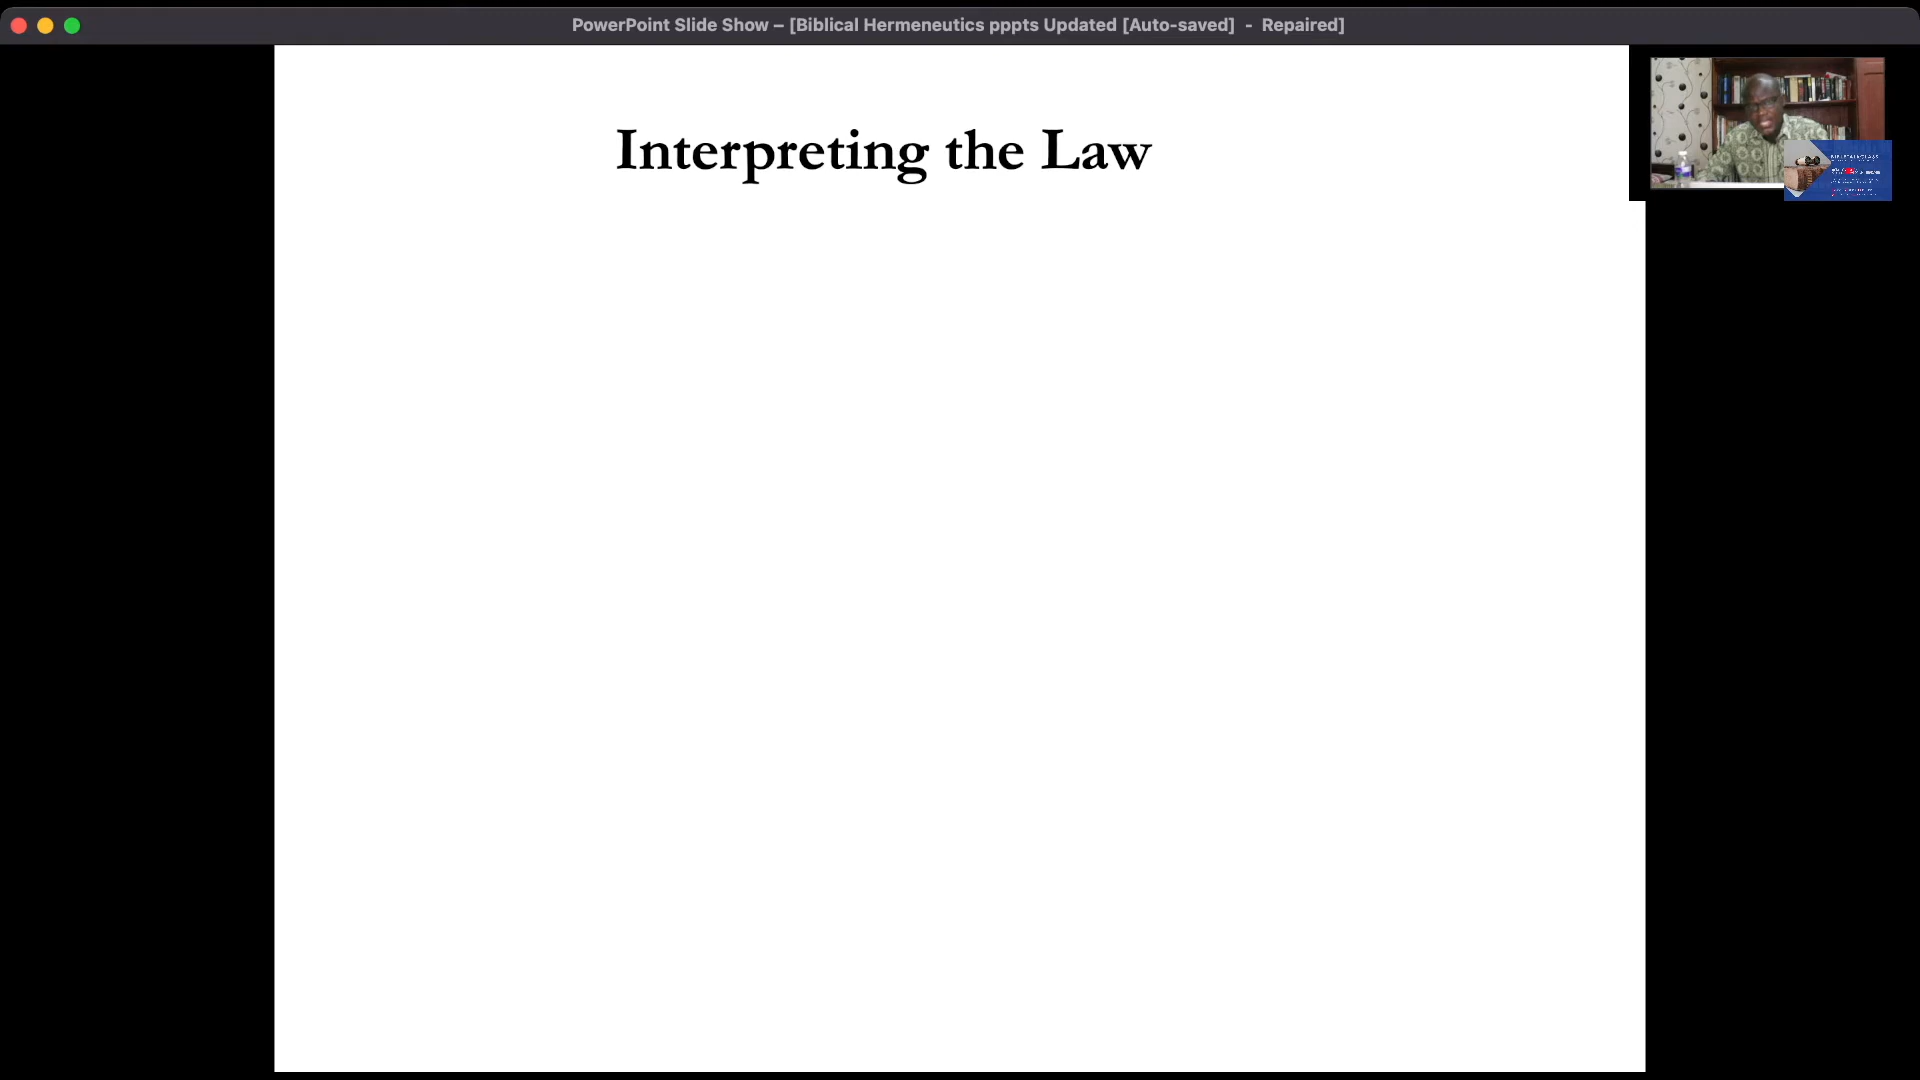 PowerPoint Slide Show – [Biblical Hermeneutics pppts Updated [Auto-saved]  -  Repaired]
Interpreting the Law